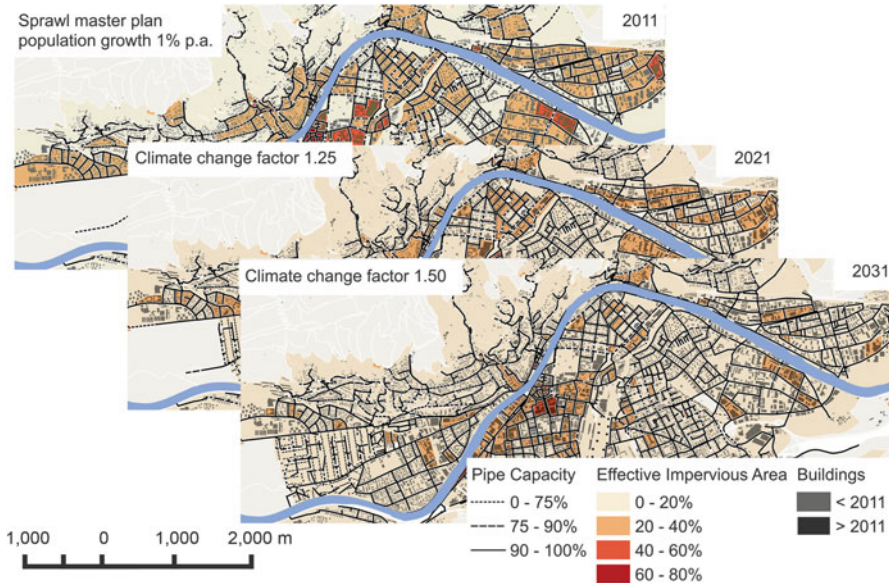 Sprawl master plan
population growth 1% p.a.
2011
Climate change factor 1.25
2021
Climate change factor 1.50
2031
Pipe Capacity
0 - 75%
75 - 90%
90 - 100%
Effective Impervious Area
0 - 20%
20 - 40%
40 - 60%
60 - 80%
Buildings
< 2011
> 2011
1,000 0 1,000 2,000 m